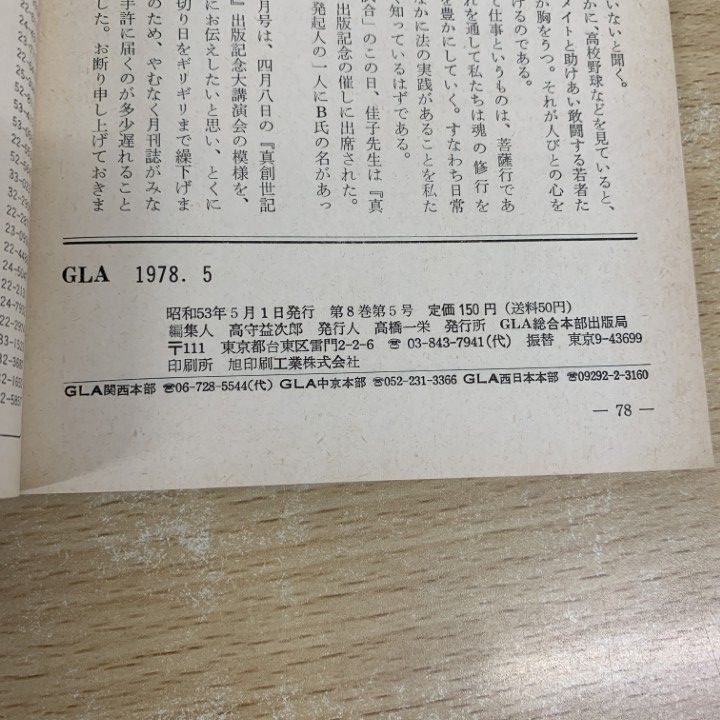 いないと聞く。
かに、高校野球などを見ていると、
メイトと助けあい敢闘する若者た
が胸をうつ。それが人びとの心を
けるのである。
て仕事というものは、菩薩行であ
れを通して私たちは魂の修行を
を豊かにしていく。すなわち日常
なかに法の実践があることを私た
く知っているはずである。
合」のこの日、佳子先生は『真
出版記念の催しに出席された。
発起人の一人にB氏の名があっ
月号は、四月八日の『真創世記
』出版記念大講演会の模様を、
にお伝えしたいと思い、とくに
切り日をギリギリまで繰下げま
のため、やむなく月刊誌がみな
手許に届くのが多少遅れること
した。お断り申し上げておきま
GLA 1978. 5
昭和53年5月1日発行 第8巻第5号 定価150円（送料50円）
編集人 高守益次郎 発行人 高橋一栄 発行所 GLA総合本部出版局
〒111 東京都台東区雷門2-2-6 ☎03-843-7941(代) 振替 東京9-43699
印刷所 旭印刷工業株式会社
GLA関西本部 ☎06-728-5544(代) GLA中京本部☎052-231-3366 GLA西日本本部 ☎09292-2-3160
— 78 —